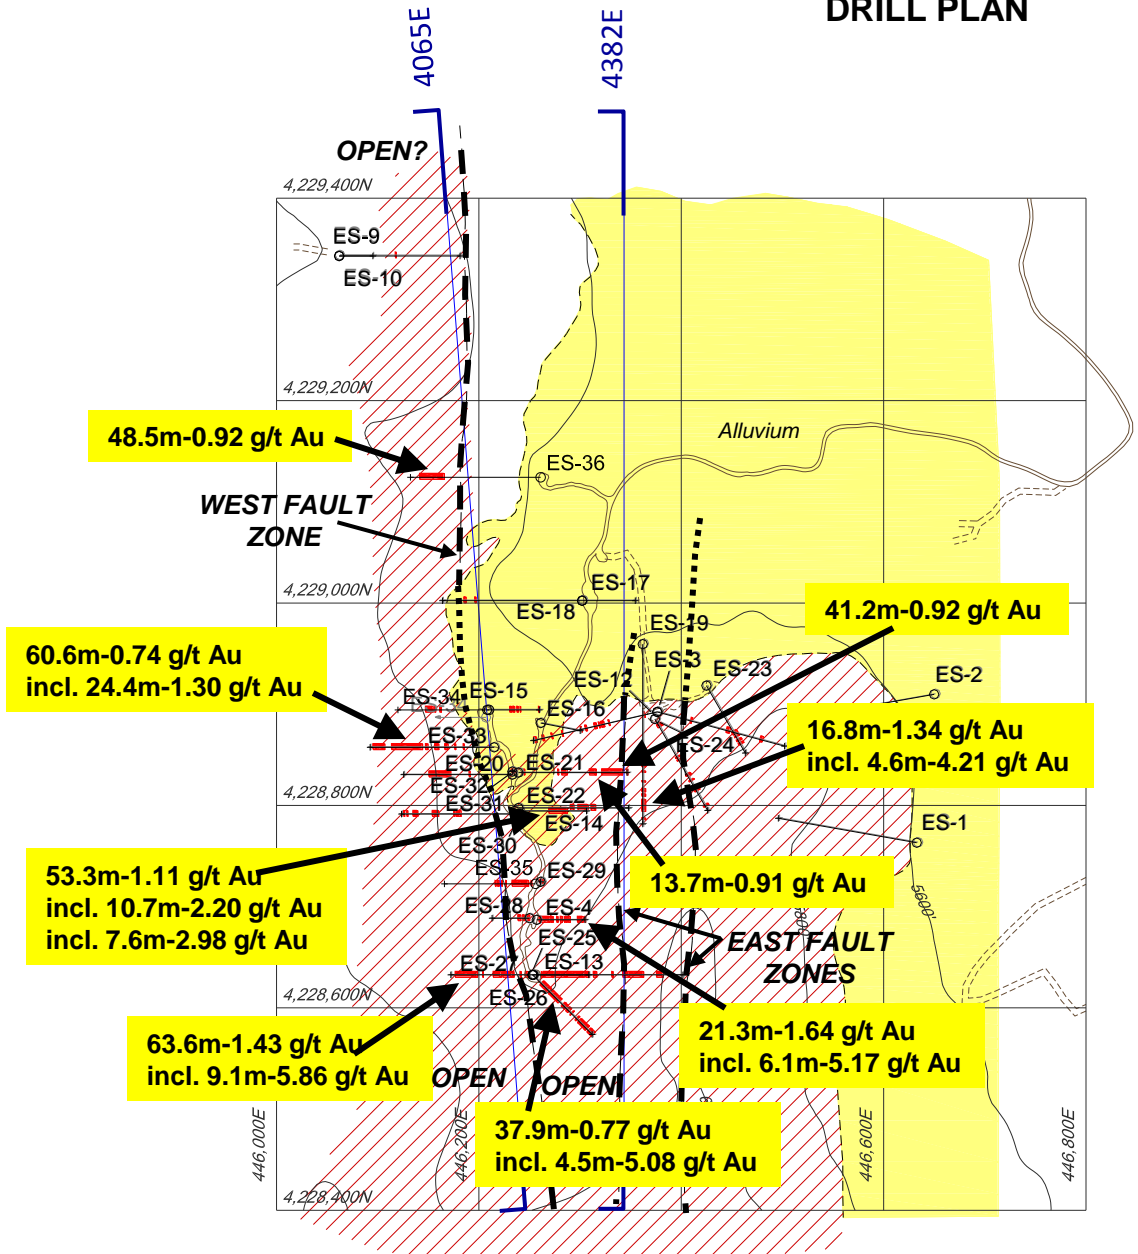 DRILL PLAN
4065E
4382E
OPEN?
4,229,400N
ES-9
ES-10
4,229,200N
48.5m-0.92 g/t Au
Alluvium
ES-36
WEST FAULT
ZONE
4,229,000N
ES-17
ES-18
41.2m-0.92 g/t Au
ES-19
60.6m-0.74 g/t Au
incl. 24.4m-1.30 g/t Au
ES-3
ES-23
ES-12
ES-2
ES-34
ES-15
ES-16
16.8m-1.34 g/t Au
incl. 4.6m-4.21 g/t Au
ES-33
ES-24
ES-20
ES-21
ES-32
4,228,800N
ES-31
ES-22
ES-14
ES-1
ES-30
53.3m-1.11 g/t Au
incl. 10.7m-2.20 g/t Au
incl. 7.6m-2.98 g/t Au
ES-35
ES-29
13.7m-0.91 g/t Au
5600'
ES-4
EAST FAULT
ZONES
ES-25
ES-27
ES-13
ES-26
4,228,600N
63.6m-1.43 g/t Au
incl. 9.1m-5.86 g/t Au
21.3m-1.64 g/t Au
incl. 6.1m-5.17 g/t Au
OPEN
OPEN
37.9m-0.77 g/t Au
incl. 4.5m-5.08 g/t Au
446,000E
446,200E
446,600E
446,800E
4,228,400N